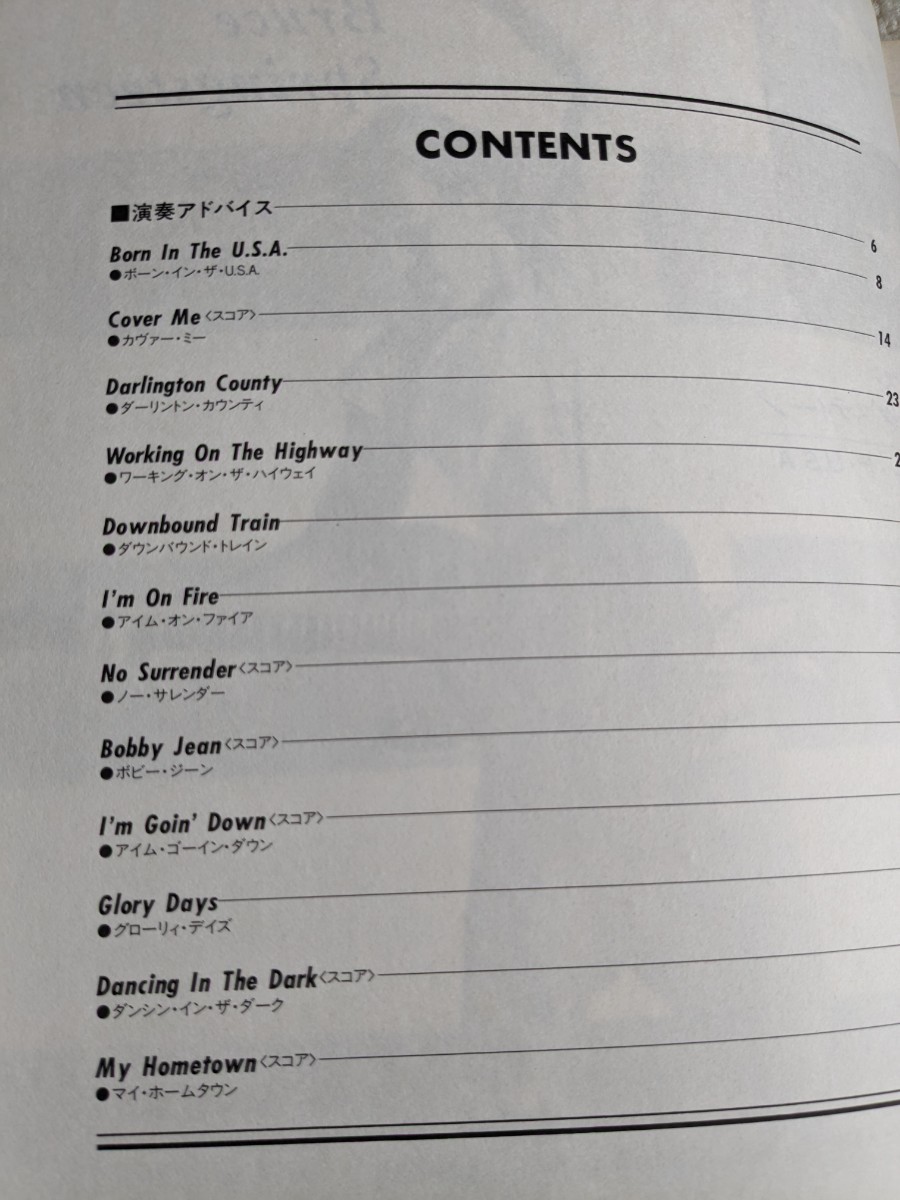 CONTENTS
■演奏アドバイス 6
Born In The U.S.A. 8
●ボーン・イン・ザ・U.S.A.
Cover Me〈スコア〉 14
●カヴァー・ミー
Darlington County 23
●ダーリントン・カウンティ
Working On The Highway
●ワーキング・オン・ザ・ハイウェイ
Downbound Train
●ダウンバウンド・トレイン
I'm On Fire
●アイム・オン・ファイア
No Surrender〈スコア〉
●ノー・サレンダー
Bobby Jean〈スコア〉
●ボビー・ジーン
I'm Goin' Down〈スコア〉
●アイム・ゴーイン・ダウン
Glory Days
●グローリィ・デイズ
Dancing In The Dark〈スコア〉
●ダンシン・イン・ザ・ダーク
My Hometown〈スコア〉
●マイ・ホームタウン